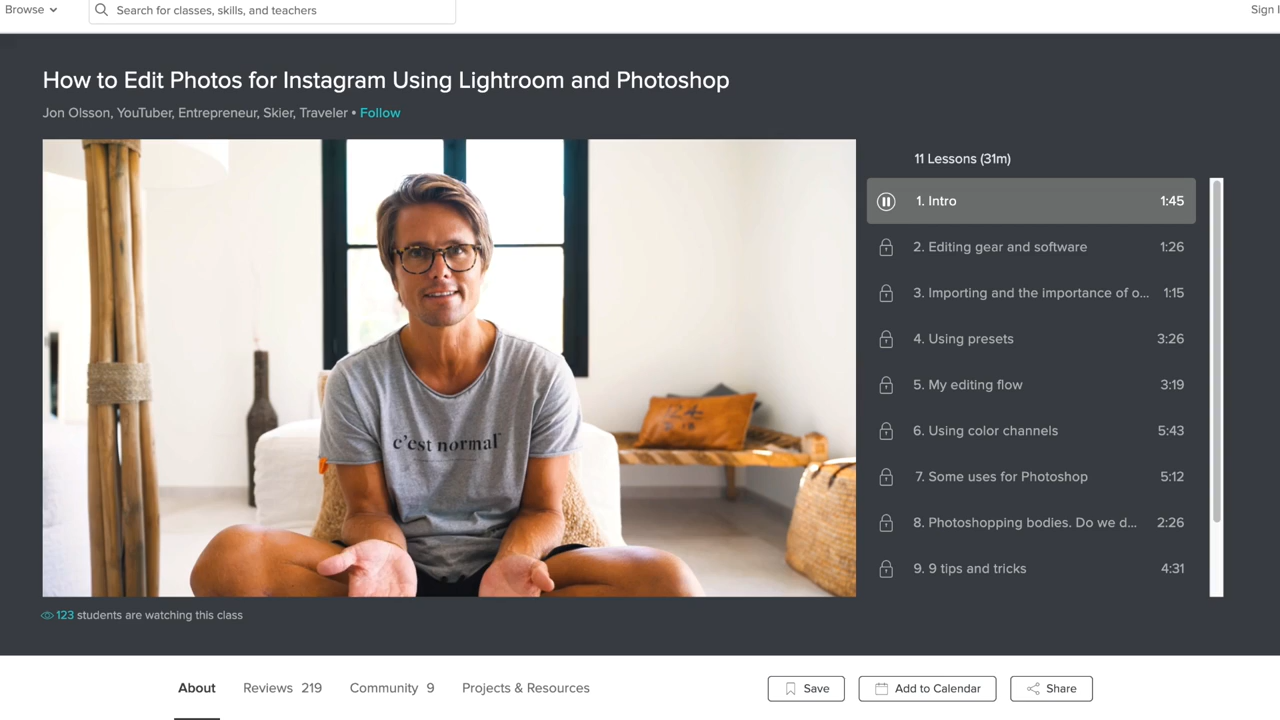 Browse
Search for classes, skills, and teachers
Sign I
How to Edit Photos for Instagram Using Lightroom and Photoshop
Jon Olsson, YouTuber, Entrepreneur, Skier, Traveler • Follow
11 Lessons (31m)
1. Intro 1:45
2. Editing gear and software 1:26
3. Importing and the importance of o... 1:15
4. Using presets 3:26
5. My editing flow 3:19
6. Using color channels 5:43
7. Some uses for Photoshop 5:12
8. Photoshopping bodies. Do we d... 2:26
9. 9 tips and tricks 4:31
c'est normal
124
123 students are watching this class
About
Reviews 219
Community 9
Projects & Resources
Save
Add to Calendar
Share